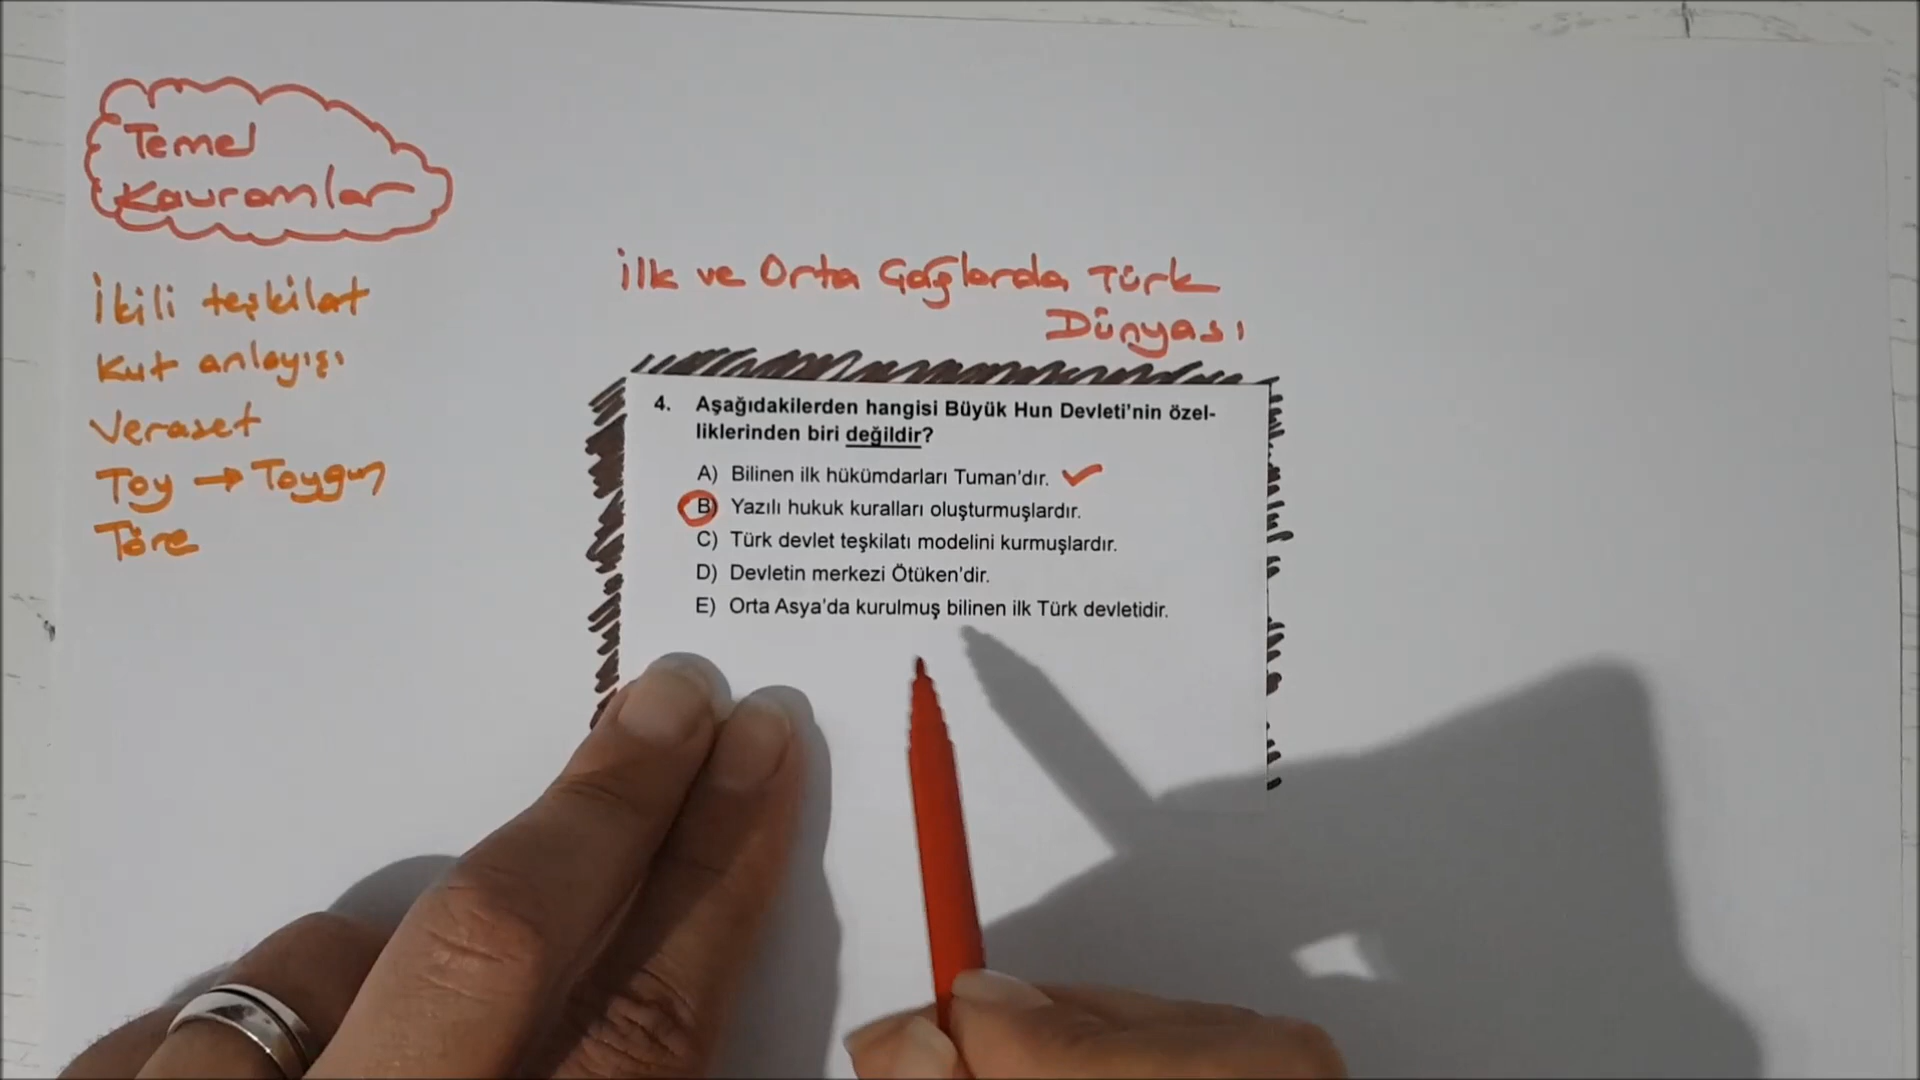 Temel
Kavramlar
İkili teşkilat
Kut anlayışı
Veraset
Toy → Toygun
Töre
İlk ve Orta Çağlarda Türk
Dünyası
4. Aşağıdakilerden hangisi Büyük Hun Devleti'nin özel-
liklerinden biri değildir?
A) Bilinen ilk hükümdarları Tuman'dır.
B) Yazılı hukuk kuralları oluşturmuşlardır.
C) Türk devlet teşkilatı modelini kurmuşlardır.
D) Devletin merkezi Ötüken'dir.
E) Orta Asya'da kurulmuş bilinen ilk Türk devletidir.